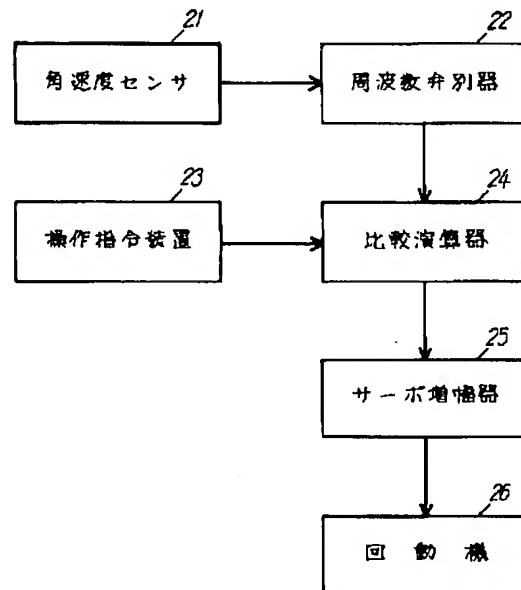 21
角速度センサ
22
周波数弁別器
23
操作指令装置
24
比較演算器
25
サーボ増幅器
26
回動機